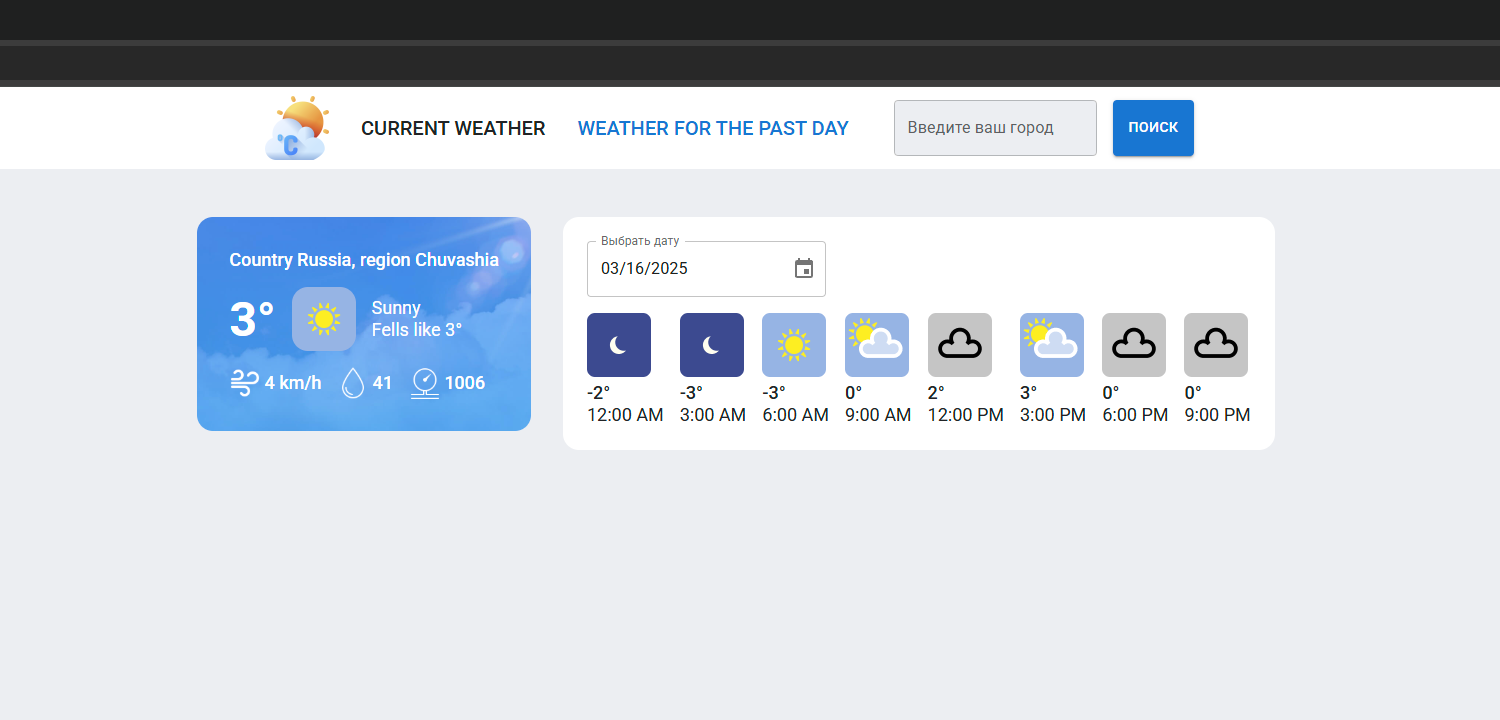 °C
CURRENT WEATHER WEATHER FOR THE PAST DAY Введите ваш город ПОИСК
Country Russia, region Chuvashia
3°
Sunny
Fells like 3°
4 km/h 41 1006
Выбрать дату
03/16/2025
-2° -3° -3° 0° 2° 3° 0° 0°
12:00 AM 3:00 AM 6:00 AM 9:00 AM 12:00 PM 3:00 PM 6:00 PM 9:00 PM